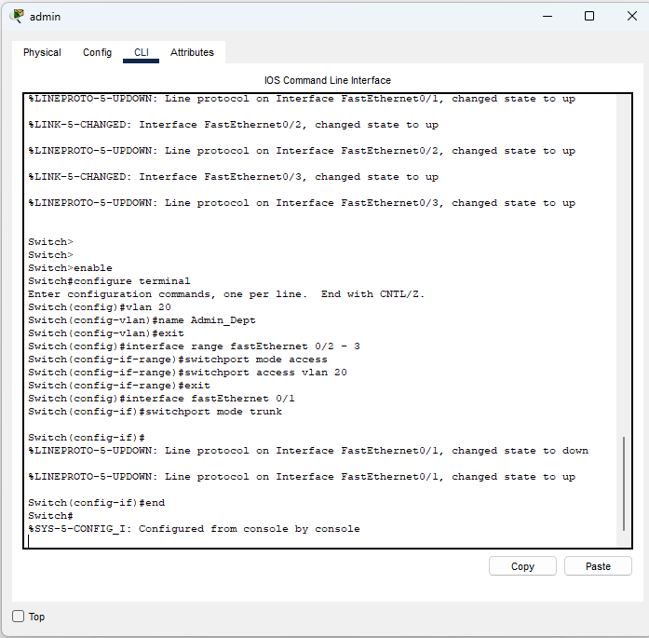 admin
Physical Config CLI Attributes
IOS Command Line Interface
%LINEPROTO-5-UPDOWN: Line protocol on Interface FastEthernet0/1, changed state to up
%LINK-5-CHANGED: Interface FastEthernet0/2, changed state to up
%LINEPROTO-5-UPDOWN: Line protocol on Interface FastEthernet0/2, changed state to up
%LINK-5-CHANGED: Interface FastEthernet0/3, changed state to up
%LINEPROTO-5-UPDOWN: Line protocol on Interface FastEthernet0/3, changed state to up
Switch>
Switch>
Switch>enable
Switch#configure terminal
Enter configuration commands, one per line.  End with CNTL/Z.
Switch(config)#vlan 20
Switch(config-vlan)#name Admin_Dept
Switch(config-vlan)#exit
Switch(config)#interface range fastEthernet 0/2 - 3
Switch(config-if-range)#switchport mode access
Switch(config-if-range)#switchport access vlan 20
Switch(config-if-range)#exit
Switch(config)#interface fastEthernet 0/1
Switch(config-if)#switchport mode trunk
Switch(config-if)#
%LINEPROTO-5-UPDOWN: Line protocol on Interface FastEthernet0/1, changed state to down
%LINEPROTO-5-UPDOWN: Line protocol on Interface FastEthernet0/1, changed state to up
Switch(config-if)#end
Switch#
%SYS-5-CONFIG_I: Configured from console by console
Copy Paste
Top